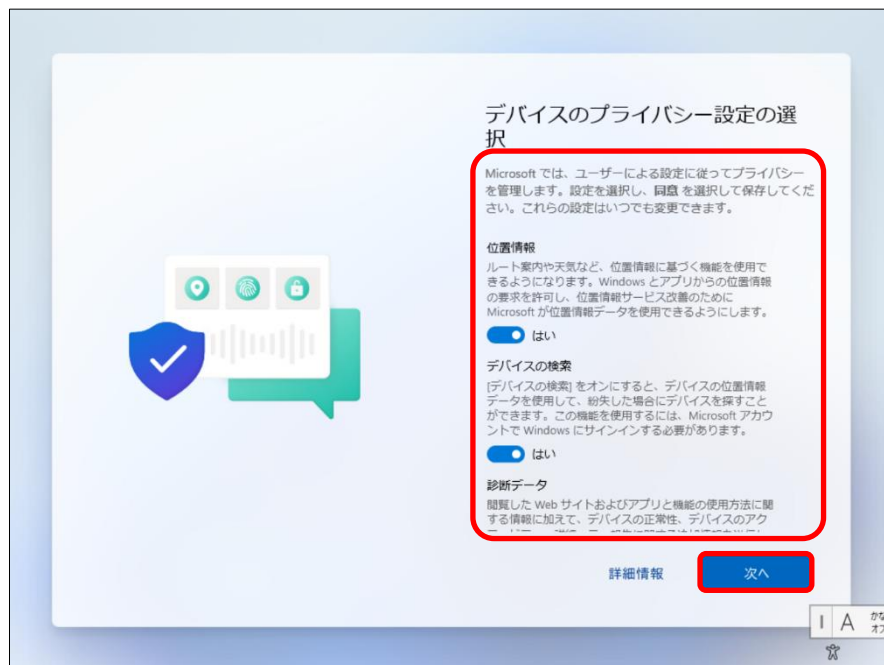 デバイスのプライバシー設定の選
択
Microsoft では、ユーザーによる設定に従ってプライバシー
を管理します。設定を選択し、同意 を選択して保存してくだ
さい。これらの設定はいつでも変更できます。
位置情報
ルート案内や天気など、位置情報に基づく機能を使用で
きるようになります。Windows とアプリからの位置情報
の要求を許可し、位置情報サービス改善のために
Microsoft が位置情報データを使用できるようにします。
はい
デバイスの検索
[デバイスの検索] をオンにすると、デバイスの位置情報
データを使用して、紛失した場合にデバイスを探すこと
ができます。この機能を使用するには、Microsoft アカウ
ントで Windows にサインインする必要があります。
はい
診断データ
閲覧した Web サイトおよびアプリと機能の使用方法に関
する情報に加えて、デバイスの正常性、デバイスのアク
詳細情報
次へ
A
かな